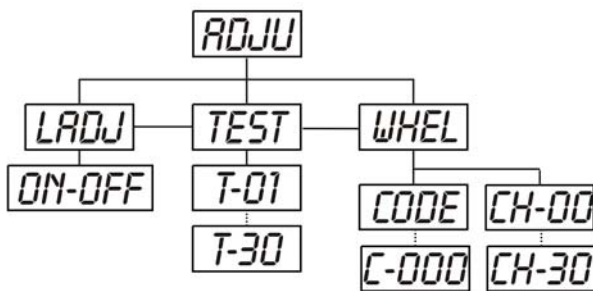 ADJU
LADJ TEST WHEL
ON-OFF T-01 CODE CH-00
T-30 C-000 CH-30